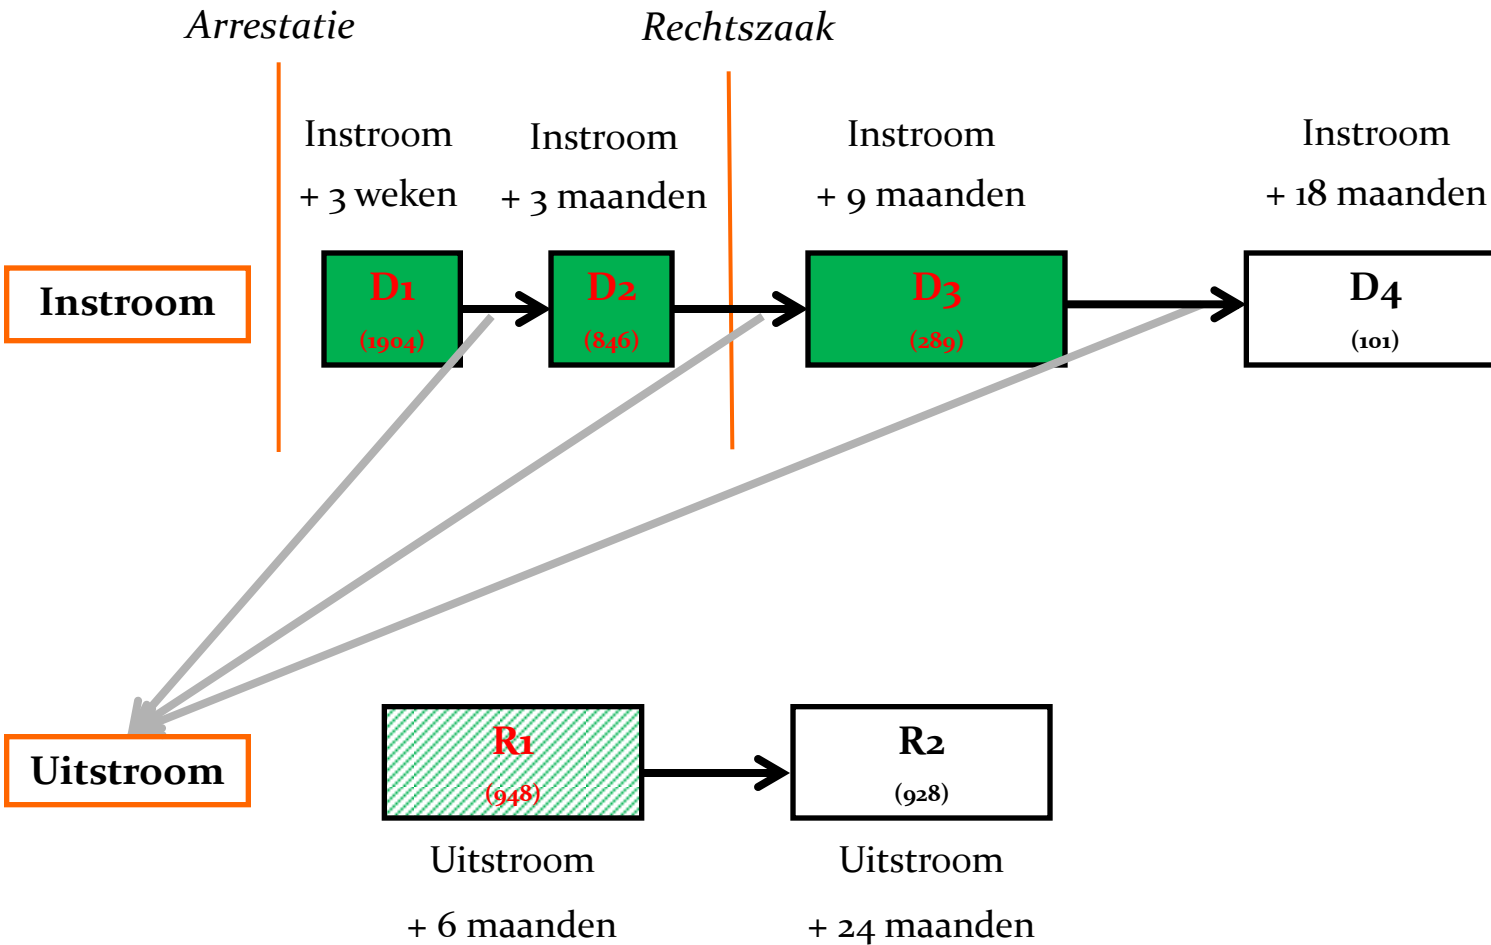 Arrestatie
Rechtszaak
Instroom
+ 3 weken
Instroom
+ 3 maanden
Instroom
+ 9 maanden
Instroom
+ 18 maanden
Instroom
D1
(1904)
D2
(846)
D3
(289)
D4
(101)
Uitstroom
R1
(948)
R2
(928)
Uitstroom
+ 6 maanden
Uitstroom
+ 24 maanden